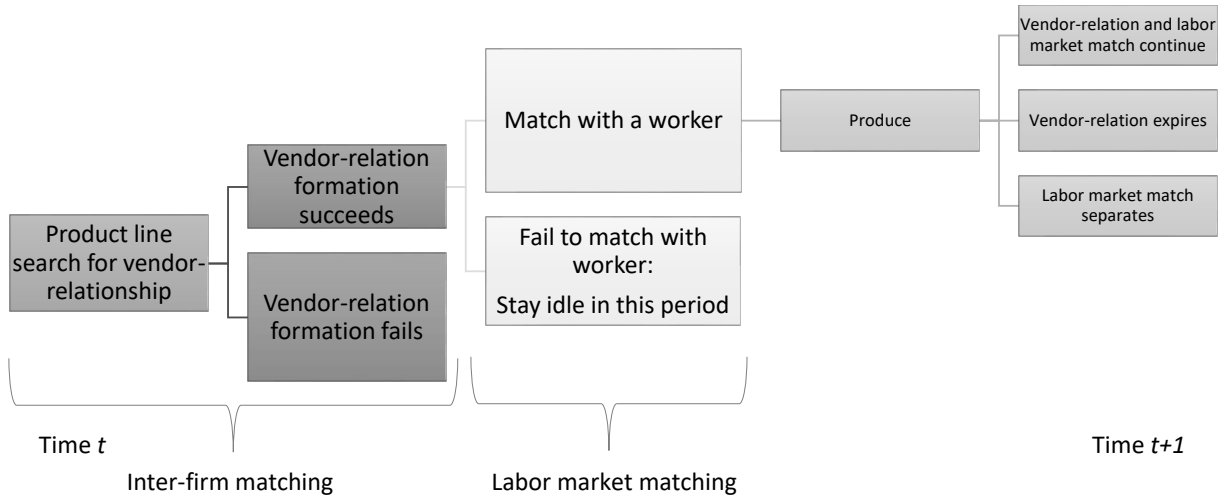 Product line
search for vendor-
relationship
Vendor-relation
formation
succeeds
Vendor-relation
formation fails
Match with a worker
Fail to match with
worker:
Stay idle in this period
Produce
Vendor-relation and labor
market match continue
Vendor-relation expires
Labor market match
separates
Time t
Time t+1
Inter-firm matching
Labor market matching